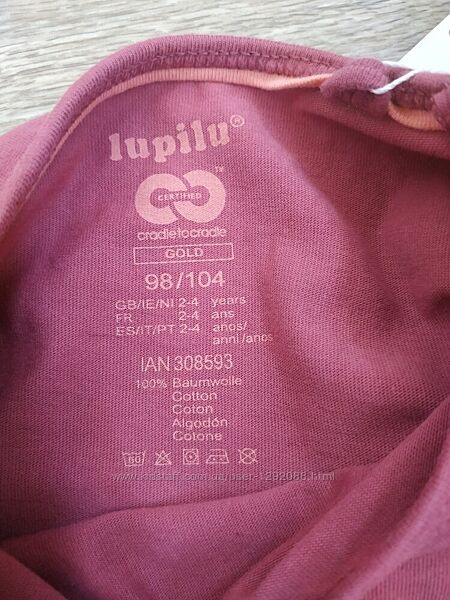 lupilu®
CERTIFIED
TM
cradletocradle
GOLD
98/104
GB/IE/NI 2-4 years
FR 2-4 ans
ES/IT/PT 2-4 años/
anni/anos
IAN 308593
100% Baumwolle
Cotton
Coton
Algodón
Cotone